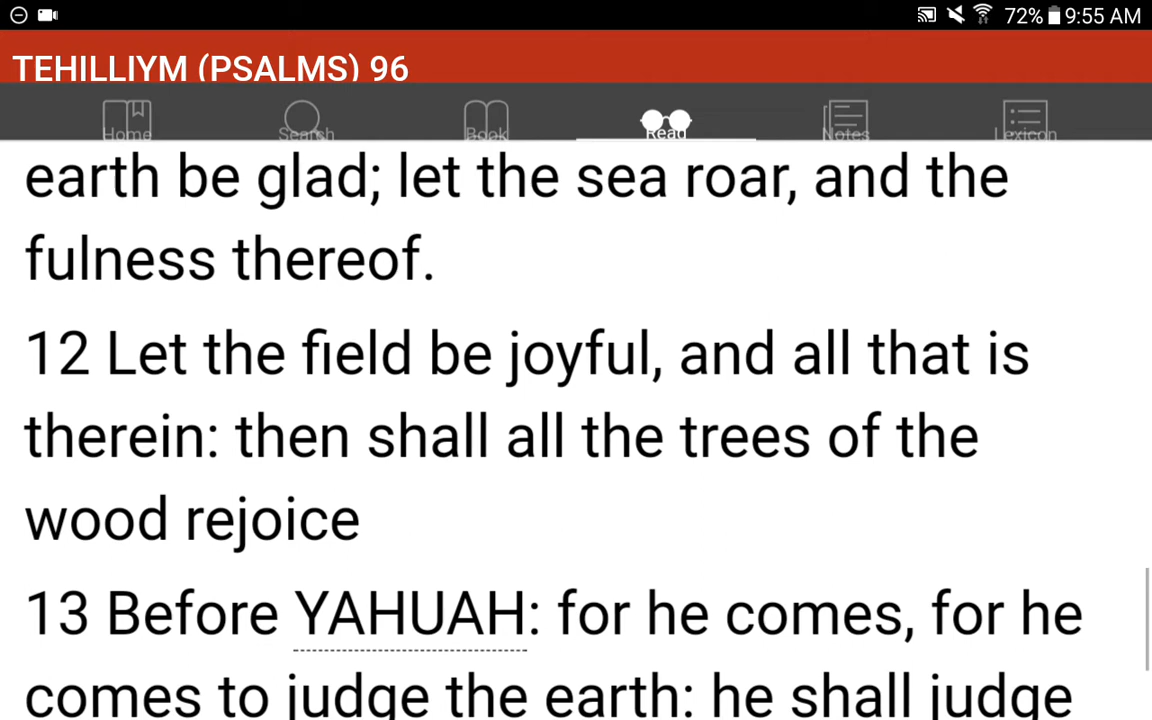 72% 9:55 AM
TEHILLIYM (PSALMS) 96
Home Search Book Read Notes Lexicon
earth be glad; let the sea roar, and the
fulness thereof.
12 Let the field be joyful, and all that is
therein: then shall all the trees of the
wood rejoice
13 Before YAHUAH: for he comes, for he
comes to judge the earth: he shall judge